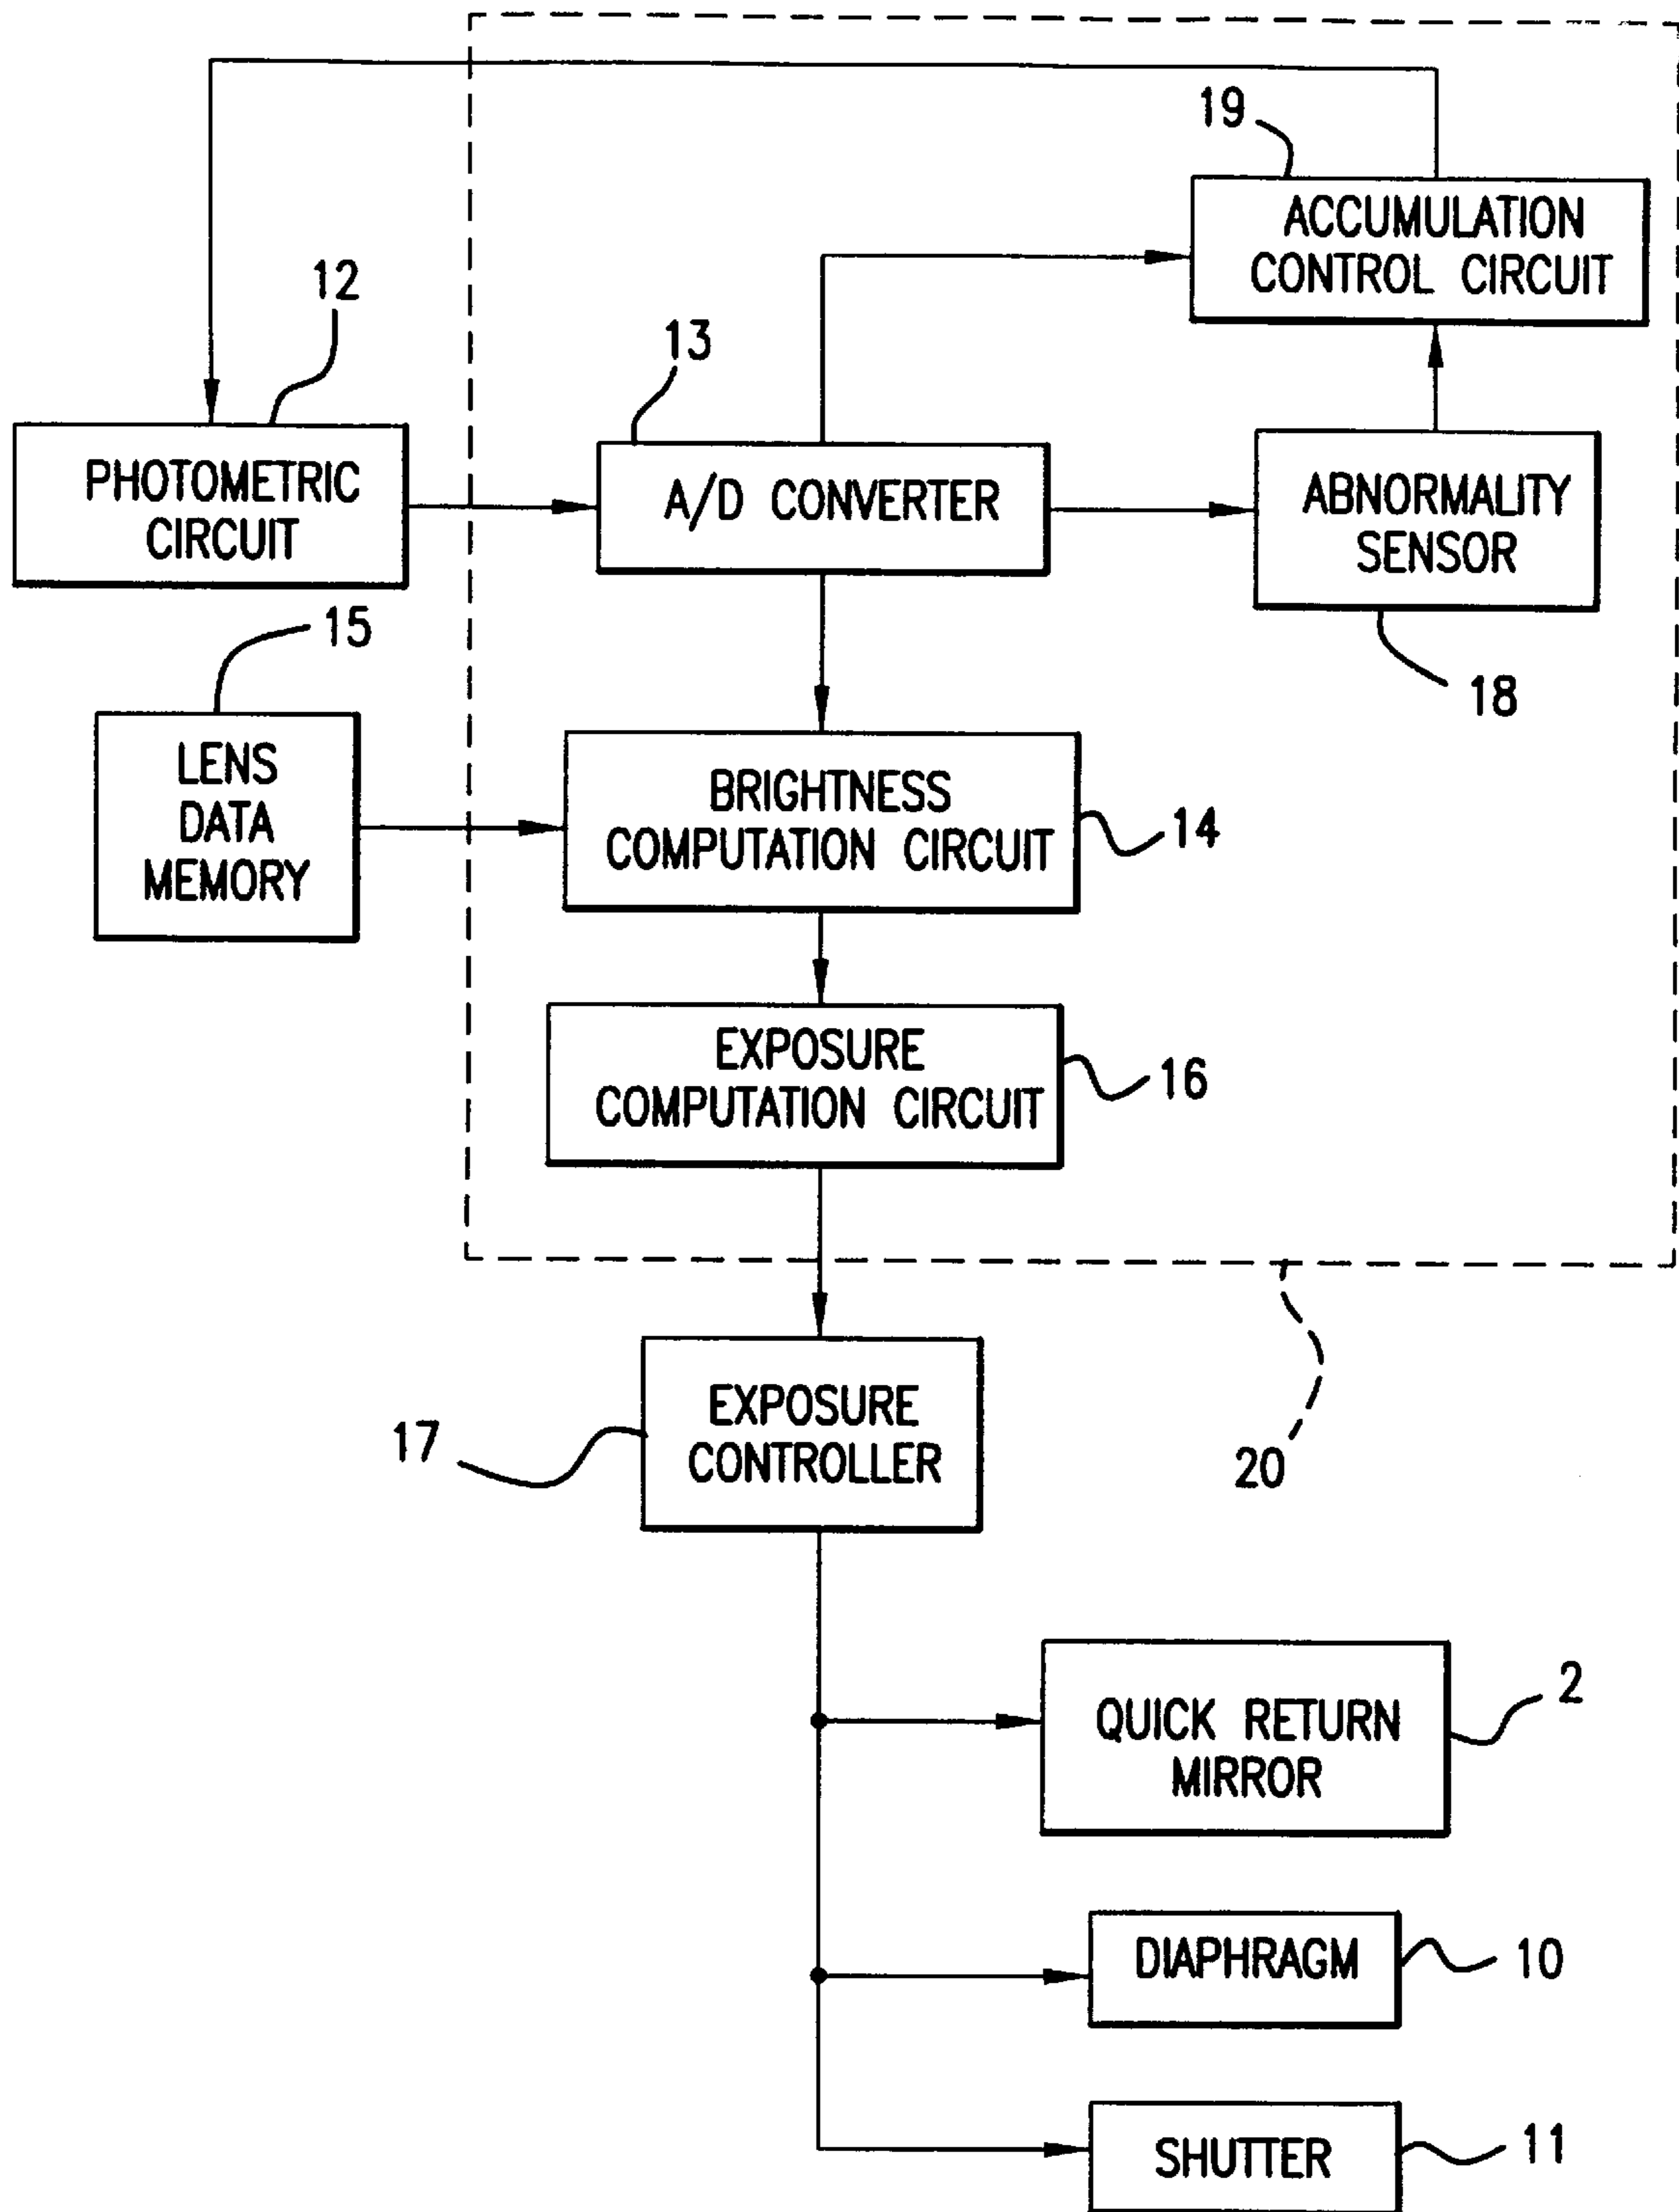 19
ACCUMULATION
CONTROL CIRCUIT
12
13
PHOTOMETRIC
CIRCUIT
A/D CONVERTER
ABNORMALITY
SENSOR
15
18
LENS
DATA
MEMORY
BRIGHTNESS
COMPUTATION CIRCUIT
14
EXPOSURE
COMPUTATION CIRCUIT
16
EXPOSURE
CONTROLLER
17
20
QUICK RETURN
MIRROR
2
DIAPHRAGM
10
SHUTTER
11